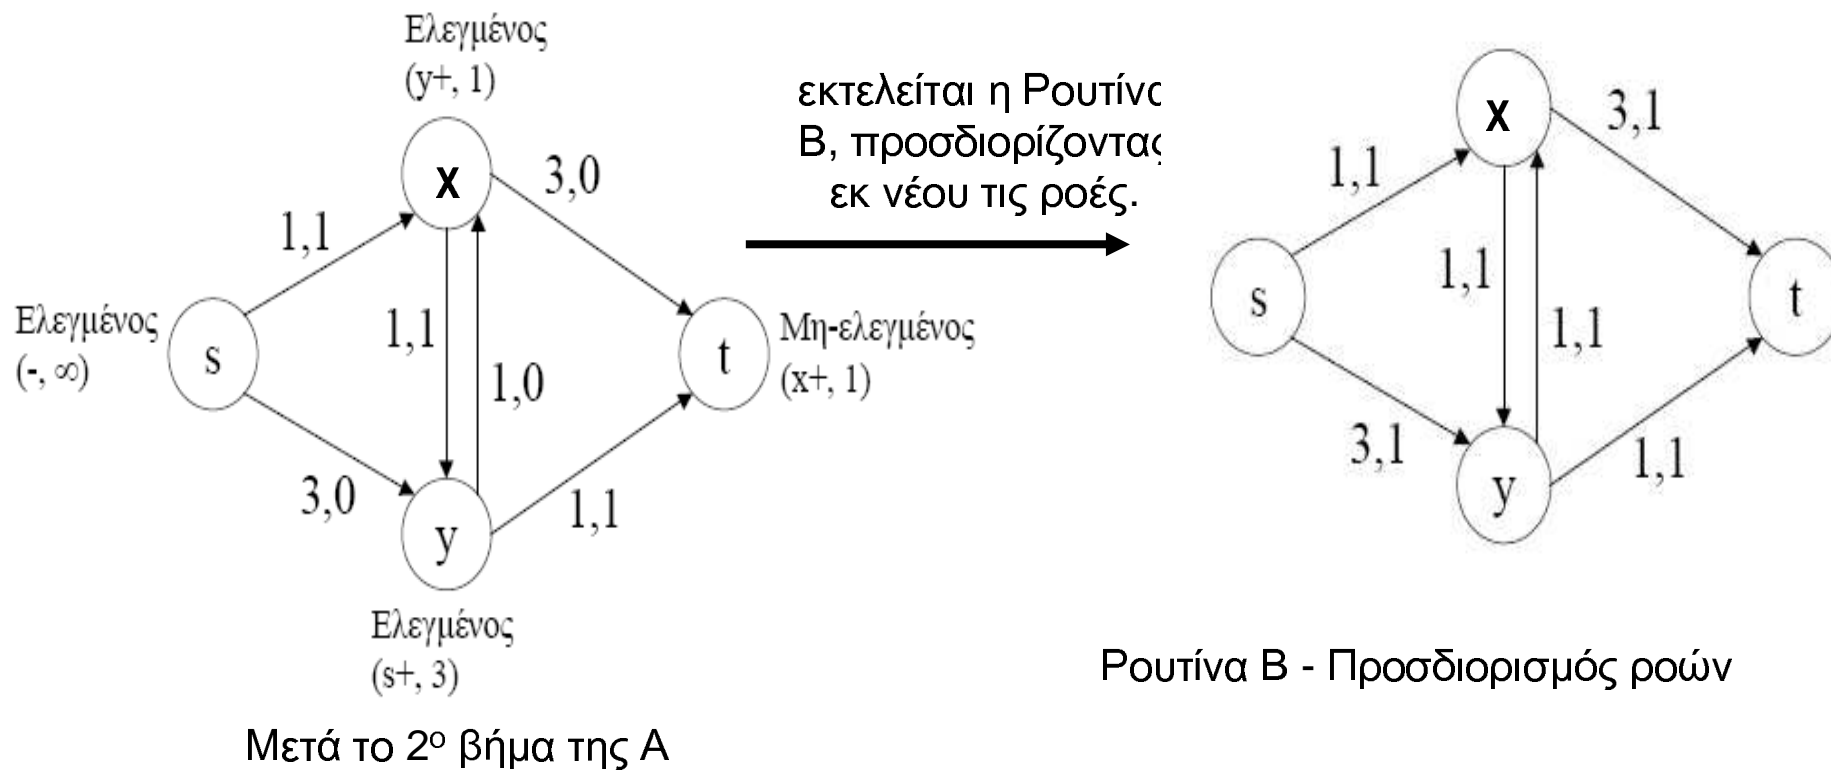 Ελεγμένος
(y+, 1)
x
3,0
1,1
Ελεγμένος
(-, ∞)
s
1,1
1,0
t
Μη-ελεγμένος
(x+, 1)
3,0
y
1,1
Ελεγμένος
(s+, 3)
Μετά το 2ο βήμα της Α
εκτελείται η Ρουτίνα
Β, προσδιορίζοντας
εκ νέου τις ροές.
x
3,1
1,1
s
1,1
1,1
t
3,1
y
1,1
Ρουτίνα Β - Προσδιορισμός ροών